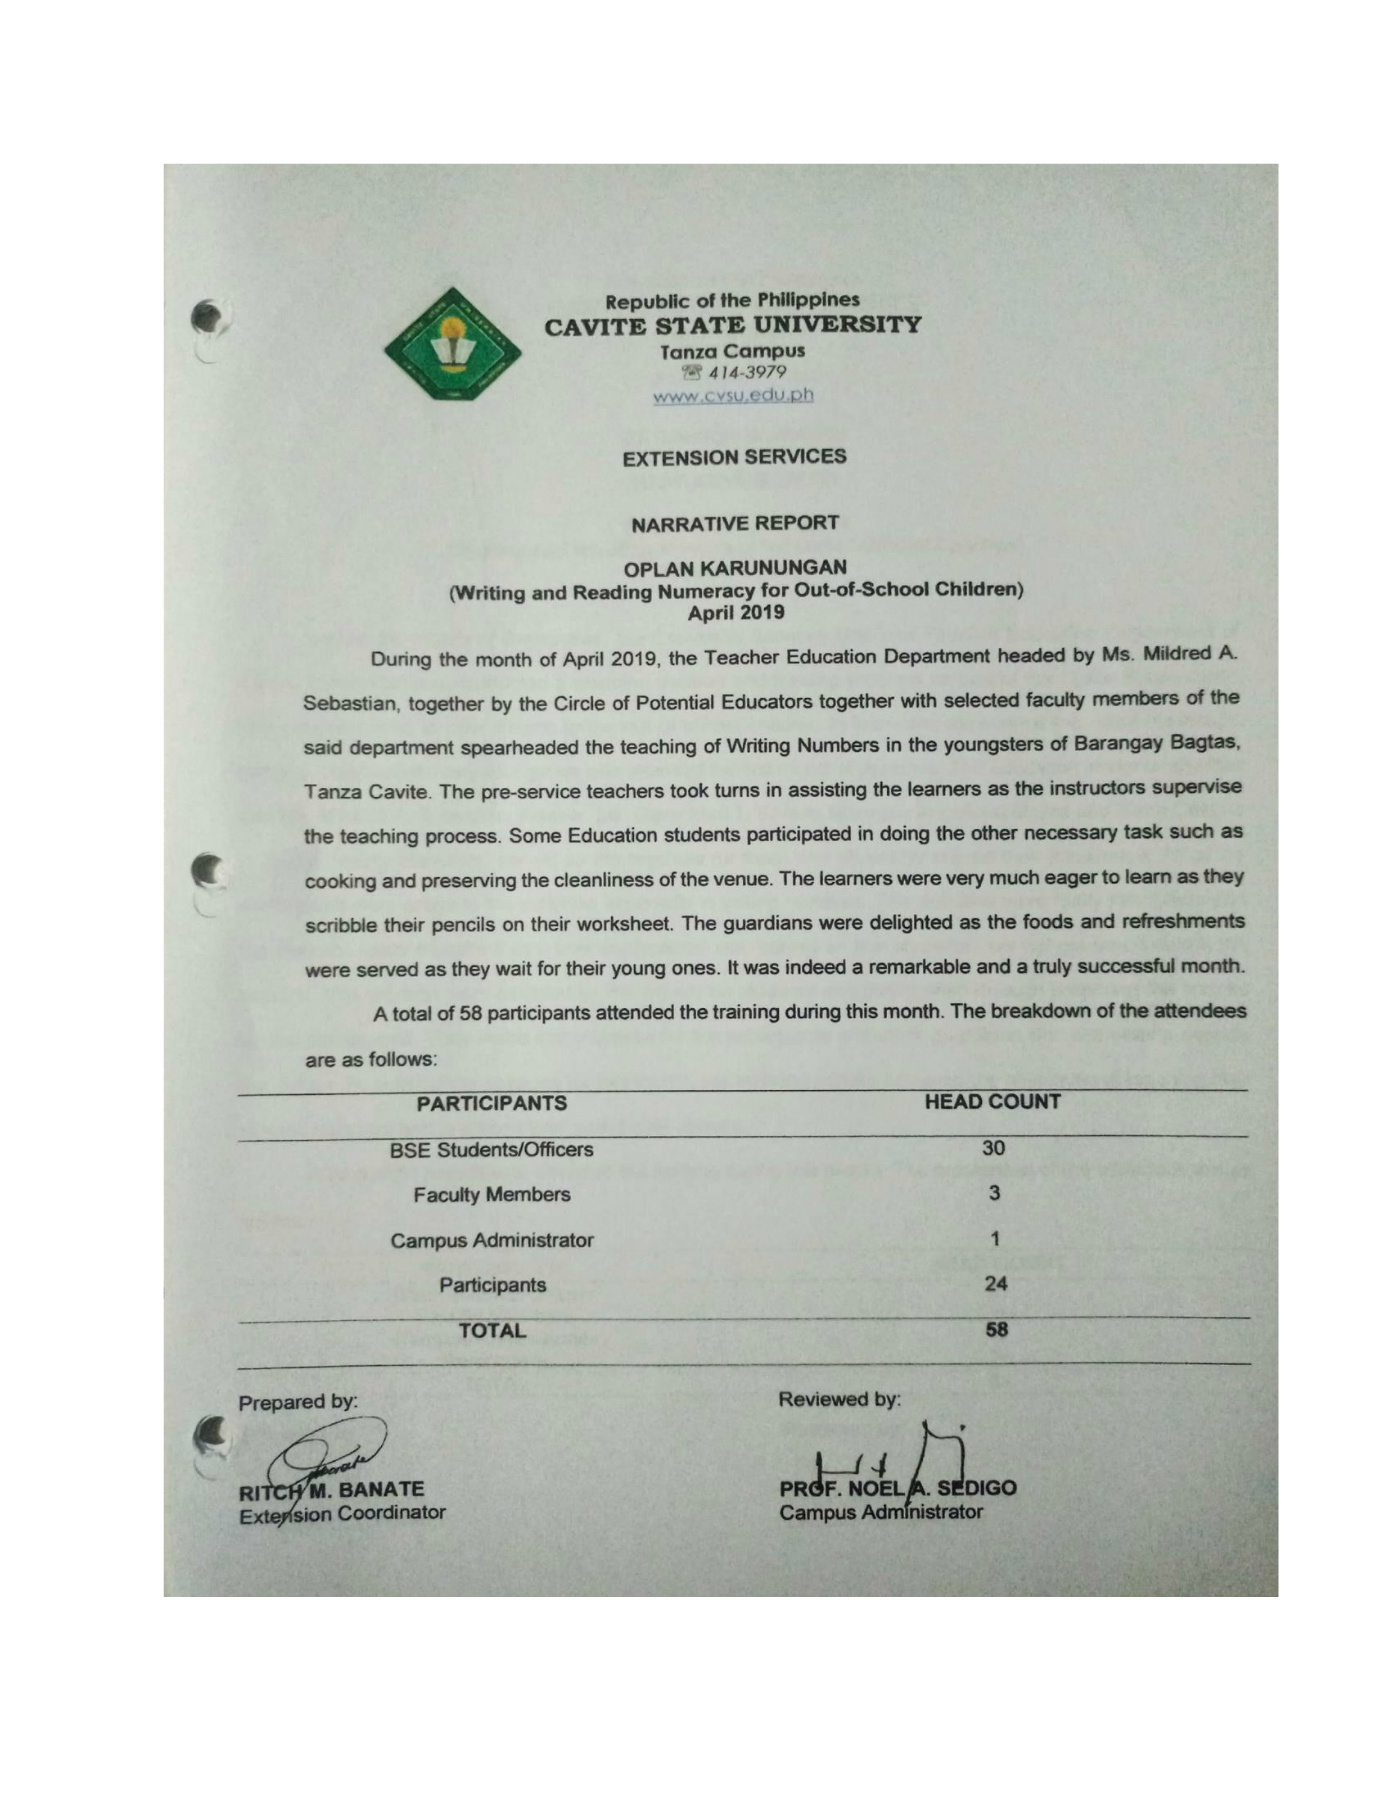 Republic of the Philippines
CAVITE STATE UNIVERSITY
Tanza Campus
☏ 414-3979
www.cvsu.edu.ph
EXTENSION SERVICES
NARRATIVE REPORT
OPLAN KARUNUNGAN
(Writing and Reading Numeracy for Out-of-School Children)
April 2019
During the month of April 2019, the Teacher Education Department headed by Ms. Mildred A.
Sebastian, together by the Circle of Potential Educators together with selected faculty members of the
said department spearheaded the teaching of Writing Numbers in the youngsters of Barangay Bagtas,
Tanza Cavite. The pre-service teachers took turns in assisting the learners as the instructors supervise
the teaching process. Some Education students participated in doing the other necessary task such as
cooking and preserving the cleanliness of the venue. The learners were very much eager to learn as they
scribble their pencils on their worksheet. The guardians were delighted as the foods and refreshments
were served as they wait for their young ones. It was indeed a remarkable and a truly successful month.
A total of 58 participants attended the training during this month. The breakdown of the attendees
are as follows:
PARTICIPANTS HEAD COUNT
BSE Students/Officers 30
Faculty Members 3
Campus Administrator 1
Participants 24
TOTAL 58
Prepared by: Reviewed by:
RITCH M. BANATE PROF. NOEL A. SEDIGO
Extension Coordinator Campus Administrator